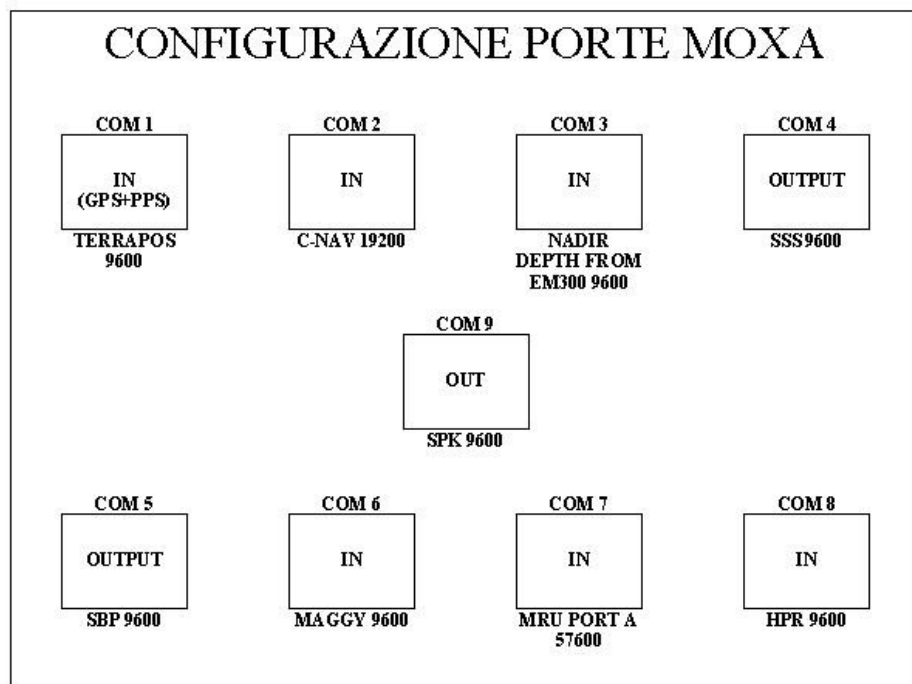 CONFIGURAZIONE PORTE MOXA
COM 1
IN
(GPS+PPS)
TERRAPOS
9600
COM 2
IN
C-NAV 19200
COM 3
IN
NADIR
DEPTH FROM
EM300 9600
COM 4
OUTPUT
SSS9600
COM 9
OUT
SPK 9600
COM 5
OUTPUT
SBP 9600
COM 6
IN
MAGGY 9600
COM 7
IN
MRU PORT A
57600
COM 8
IN
HPR 9600